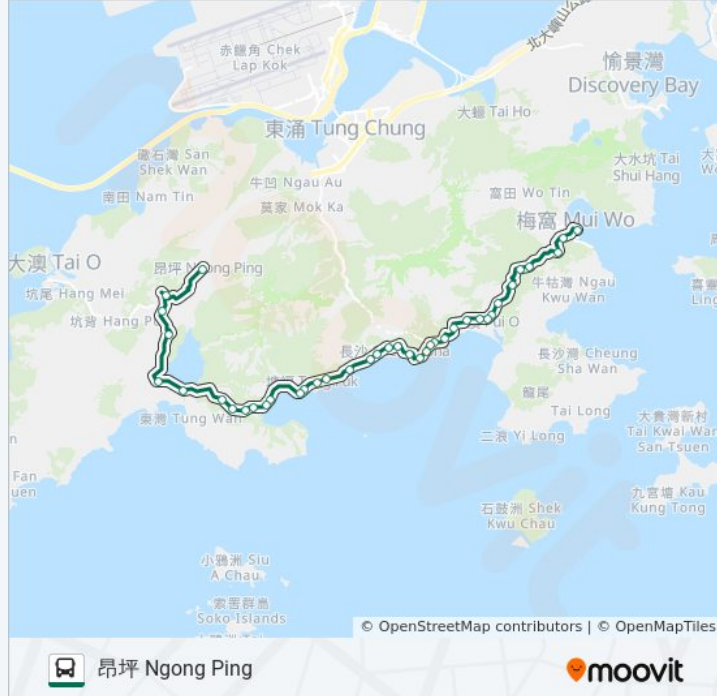 北大嶼山公
赤鱲角 Chek
Lap Kok
愉景灣
Discovery Bay
大蠔 Tai Ho
東涌 Tung Chung
䃟石灣 San
Shek Wan
牛凹 Ngau Au
大水坑 Tai
Shui Hang
南田 Nam Tin
莫家 Mok Ka
富田 Wo Tin
梅窩 Mui Wo
大澳 Tai O
昂坪 Ngong Ping
牛牯灣 Ngau
Kwu Wan
坑尾 Hang Mei
坑背 Hang P
ui O
長沙
ha
長沙灣 Cheung
Sha Wan
uk
龍尾
Tai Long
東灣 Tung Wan
大貴灣新村
Tai Kwai Wan
San Tsuen
二浪 Yi Long
Fan
uen
石鼓洲 Shek
Kwu Chau
九宮墰 Kau
Kung Tong
小鴉洲 Siu
A Chau
索罟群島
Soko Islands
© OpenStreetMap contributors | © OpenMapTiles
昂坪 Ngong Ping
moovit